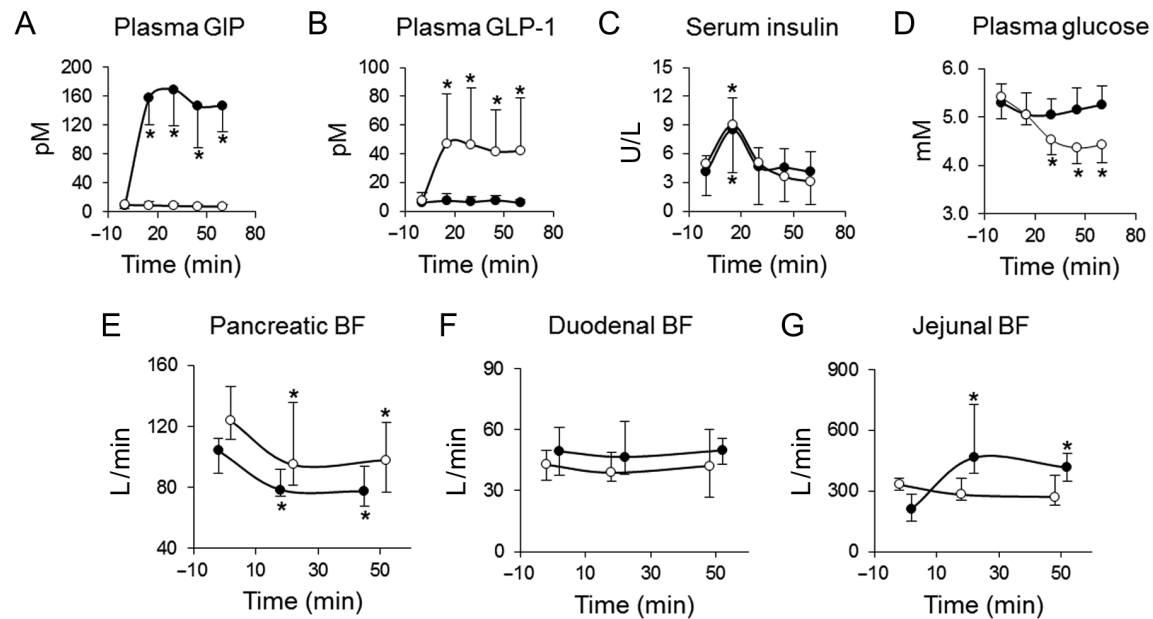 A Plasma GIP
200
160
120
80
40
0
pM
*
*
*
*
−10 20 50 80
Time (min)
B Plasma GLP-1
100
80
60
40
20
0
pM
*
*
*
*
−10 20 50 80
Time (min)
C Serum insulin
15
12
9
6
3
0
U/L
*
*
−10 20 50 80
Time (min)
D Plasma glucose
6.0
5.0
4.0
3.0
mM
*
*
*
−10 20 50 80
Time (min)
E Pancreatic BF
160
120
80
40
L/min
*
*
*
*
−10 10 30 50
Time (min)
F Duodenal BF
90
60
30
0
L/min
−10 10 30 50
Time (min)
G Jejunal BF
900
600
300
0
L/min
*
*
−10 10 30 50
Time (min)